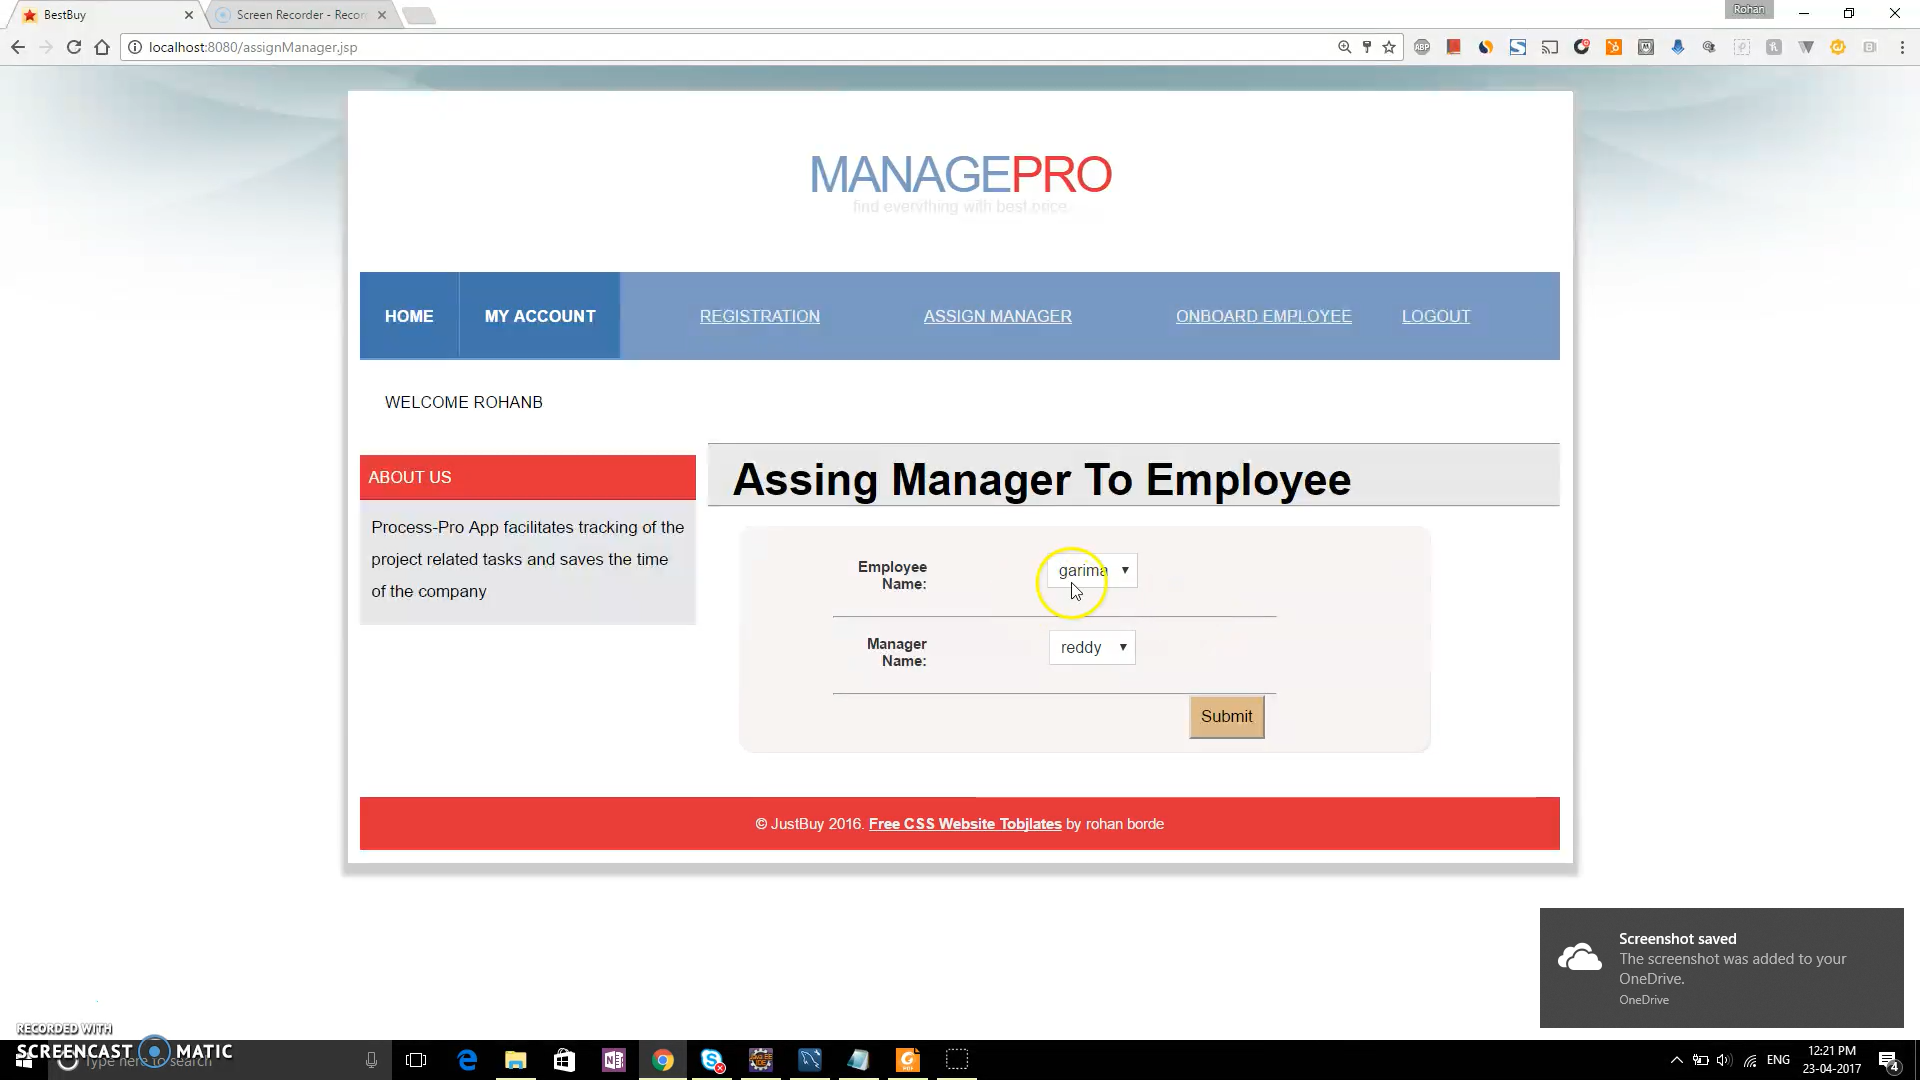 BestBuy
Screen Recorder - Recor
Rohan
localhost:8080/assignManager.jsp
ABP
MANAGEPRO
find everything with best price
HOME
MY ACCOUNT
REGISTRATION
ASSIGN MANAGER
ONBOARD EMPLOYEE
LOGOUT
WELCOME ROHANB
ABOUT US
Process-Pro App facilitates tracking of the
project related tasks and saves the time
of the company
Assing Manager To Employee
Employee
Name:
garima
Manager
Name:
reddy
Submit
© JustBuy 2016. Free CSS Website Tobjlates by rohan borde
Screenshot saved
The screenshot was added to your
OneDrive.
OneDrive
RECORDED WITH
SCREENCAST MATIC
Type here to search
ENG
12:21 PM
23-04-2017
4